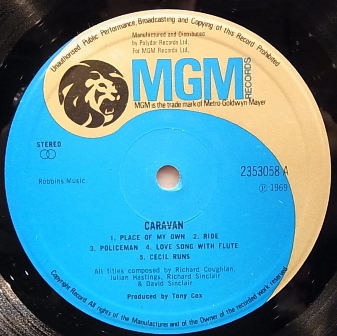 Unauthorised Public Performance, Broadcasting and Copying of this Record Prohibited
Manufactured and Distributed
by Polydor Records Ltd.
For MGM Records Ltd.
MGM
RECORDS
MGM is the trade mark of Metro Goldwyn Mayer
STEREO
2353058 A
Robbins Music
℗ 1969
CARAVAN
1. PLACE OF MY OWN 2. RIDE
3. POLICEMAN 4. LOVE SONG WITH FLUTE
5. CECIL RUNS
All titles composed by Richard Coughlan,
Julian Hastings, Richard Sinclair
& David Sinclair
Produced by Tony Cox
Copyright Record All rights of the Manufacturer and of the Owner of the recorded work reserved